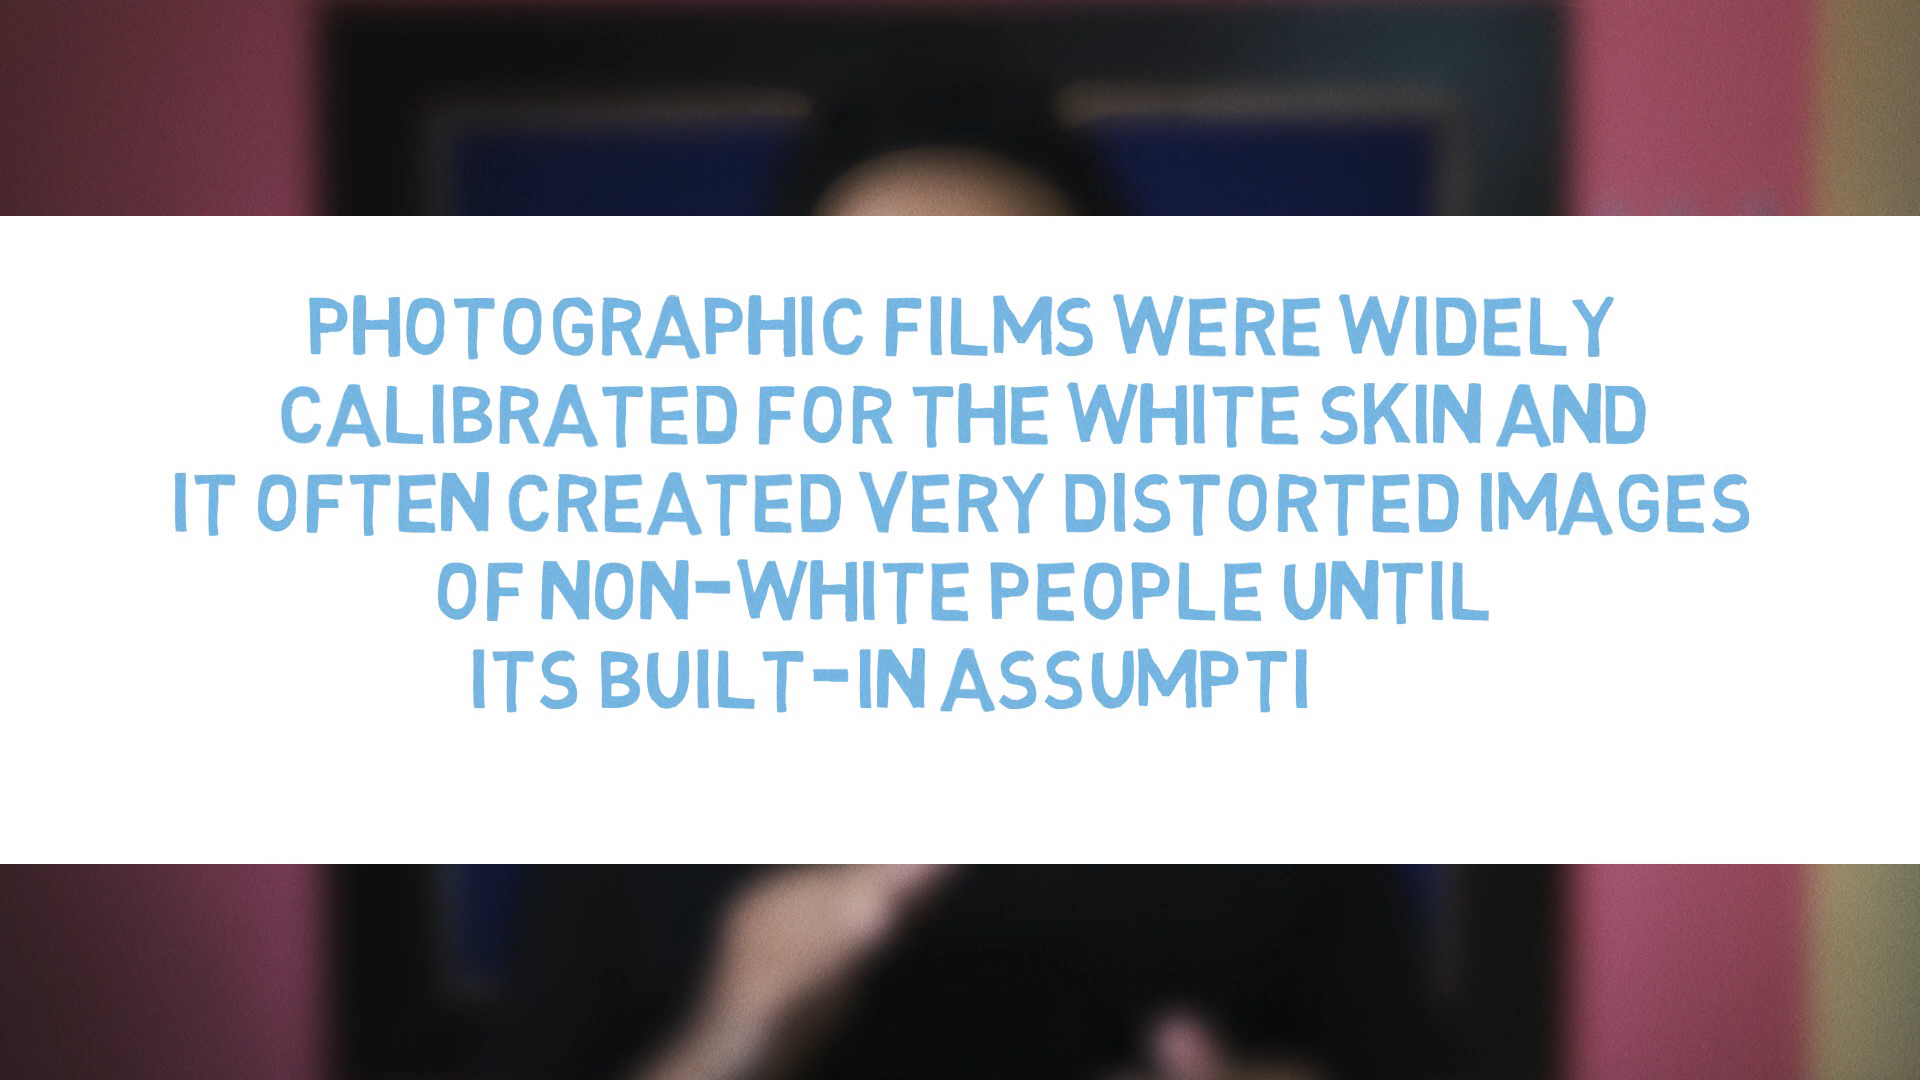 PHOTOGRAPHIC FILMS WERE WIDELY
CALIBRATED FOR THE WHITE SKIN AND
IT OFTEN CREATED VERY DISTORTED IMAGES
OF NON-WHITE PEOPLE UNTIL
ITS BUILT-IN ASSUMPTI